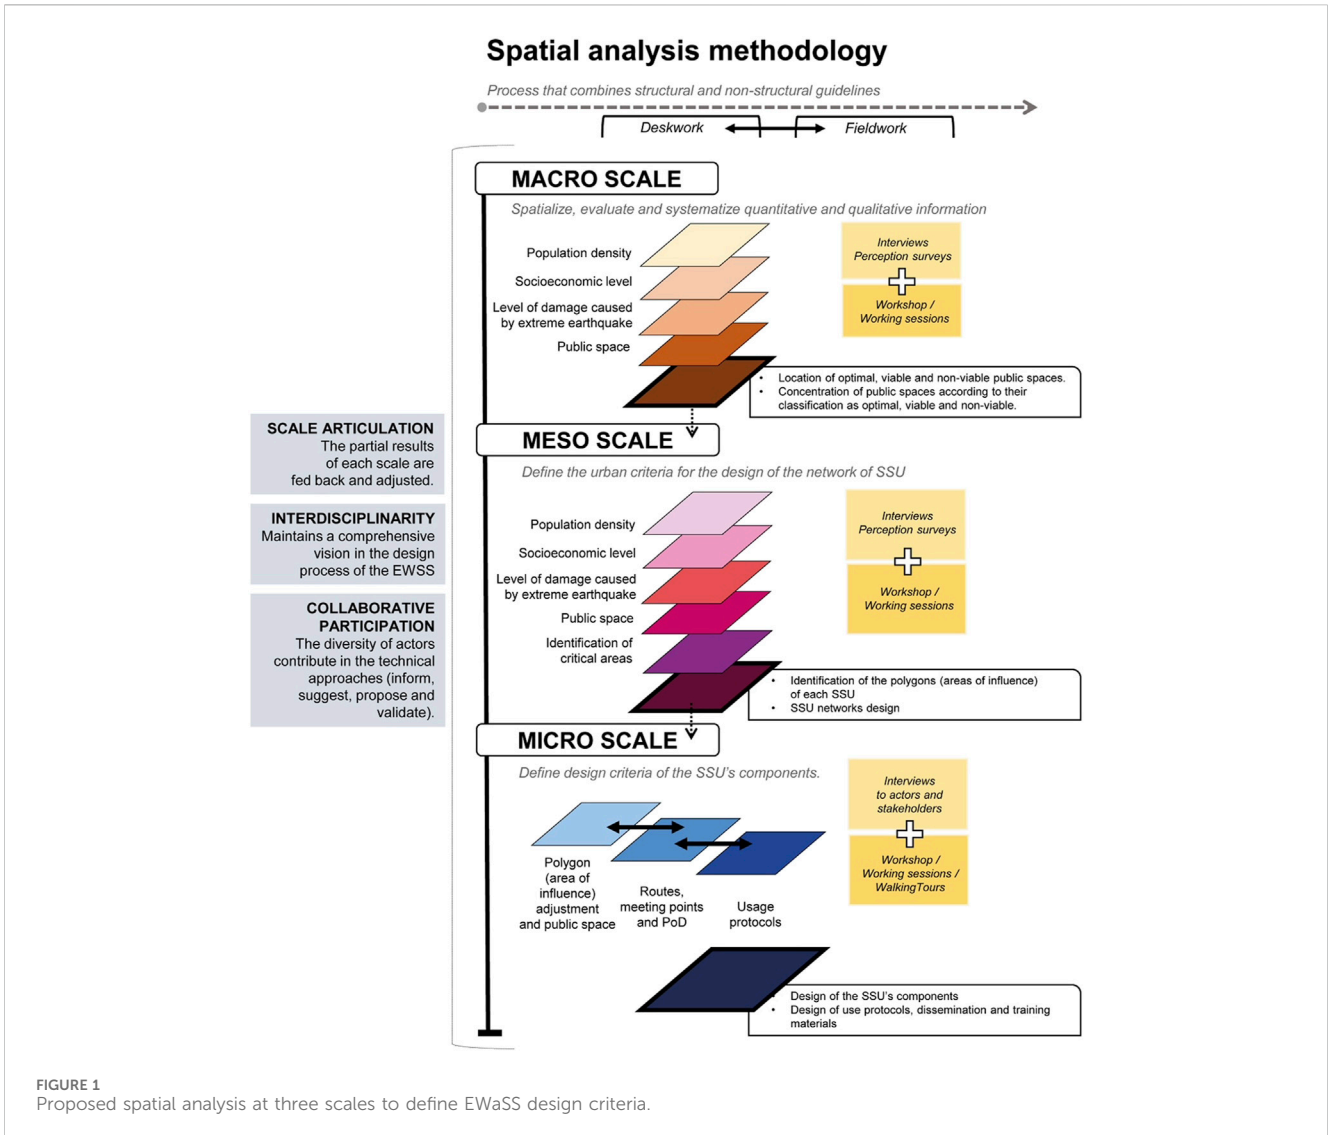 Spatial analysis methodology
Process that combines structural and non-structural guidelines
Deskwork
Fieldwork
MACRO SCALE
Spatialize, evaluate and systematize quantitative and qualitative information
Population density
Socioeconomic level
Level of damage caused
by extreme earthquake
Public space
Interviews
Perception surveys
Workshop /
Working sessions
• Location of optimal, viable and non-viable public spaces.
• Concentration of public spaces according to their
classification as optimal, viable and non-viable.
SCALE ARTICULATION
The partial results
of each scale are
fed back and adjusted.
INTERDISCIPLINARITY
Maintains a comprehensive
vision in the design
process of the EWSS
COLLABORATIVE
PARTICIPATION
The diversity of actors
contribute in the technical
approaches (inform,
suggest, propose and
validate).
MESO SCALE
Define the urban criteria for the design of the network of SSU
Population density
Socioeconomic level
Level of damage caused
by extreme earthquake
Public space
Identification of
critical areas
Interviews
Perception surveys
Workshop /
Working sessions
• Identification of the polygons (areas of influence)
of each SSU
• SSU networks design
MICRO SCALE
Define design criteria of the SSU's components.
Polygon
(area of
influence)
adjustment
and public space
Routes,
meeting points
and PoD
Usage
protocols
Interviews
to actors and
stakeholders
Workshop /
Working sessions /
WalkingTours
• Design of the SSU's components
• Design of use protocols, dissemination and training
materials
FIGURE 1
Proposed spatial analysis at three scales to define EWaSS design criteria.